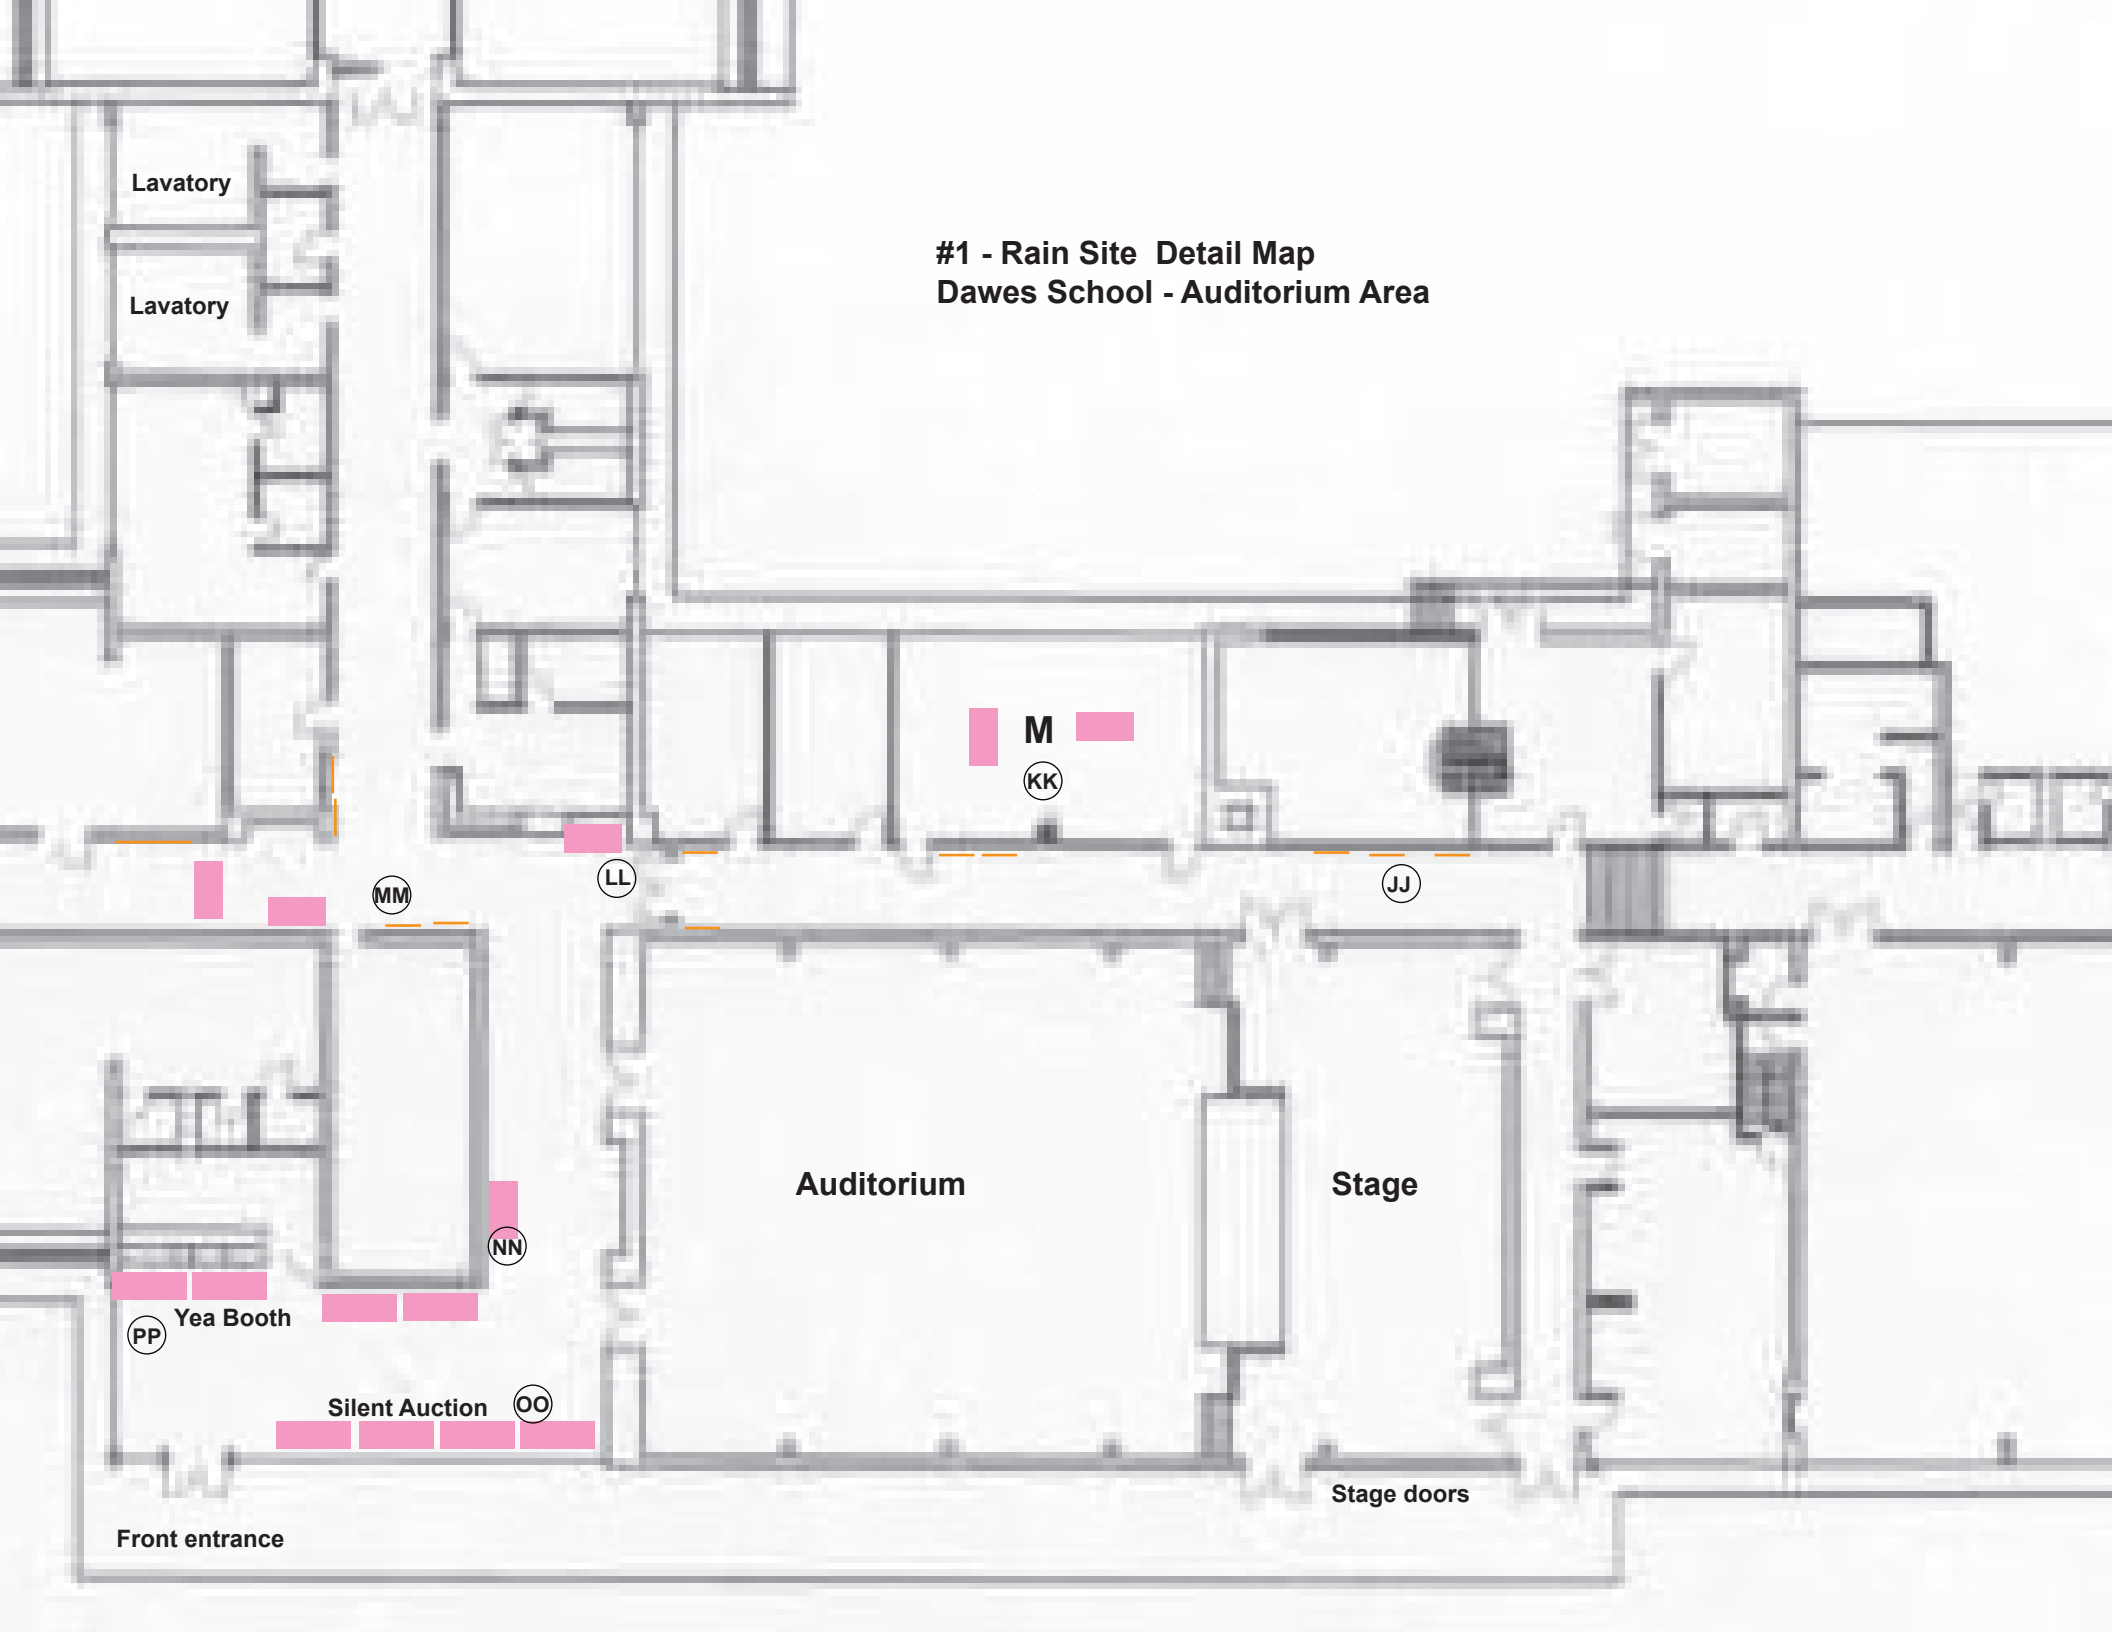 Lavatory
#1 - Rain Site  Detail Map
Dawes School - Auditorium Area
Lavatory
M
KK
LL
JJ
MM
Auditorium
Stage
NN
Yea Booth
PP
Silent Auction
OO
Stage doors
Front entrance